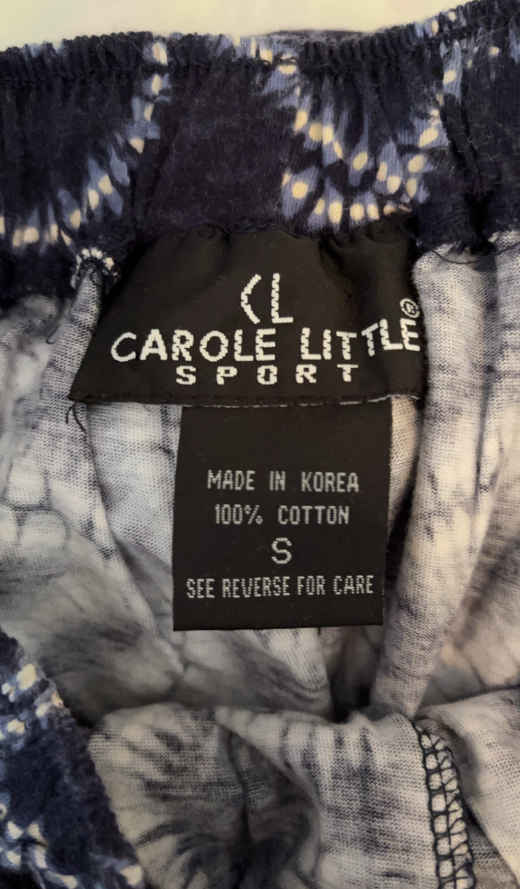 CL
CAROLE LITTLE®
SPORT
MADE IN KOREA
100% COTTON
S
SEE REVERSE FOR CARE